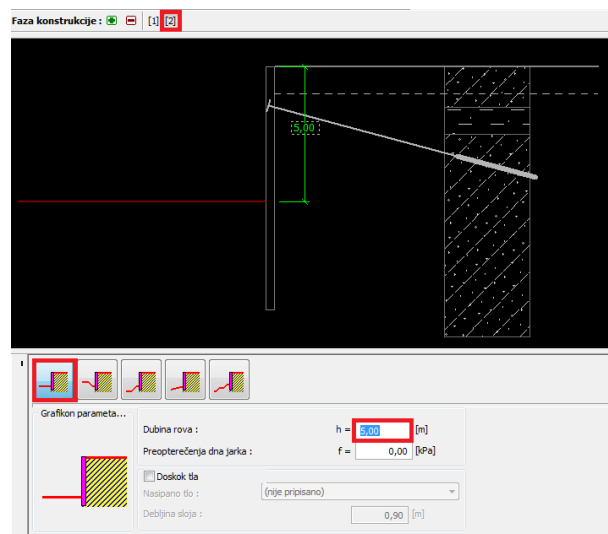 Faza konstrukcije : [1] [2]
5,00
Grafikon parameta...
Dubina rova : h = 5,00 [m]
Preopterečenja dna jarka : f = 0,00 [kPa]
Doskok tla
Nasipano tlo : (nije pripisano)
Debljina sloja : 0,90 [m]